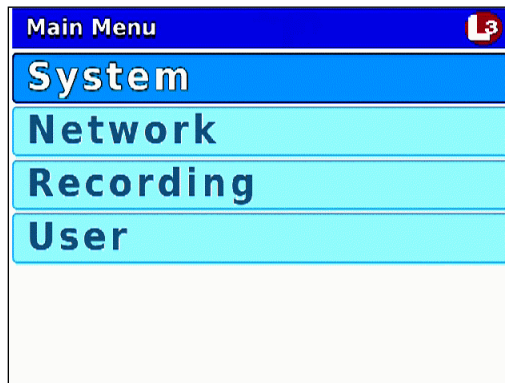 Main Menu
L3
System
Network
Recording
User